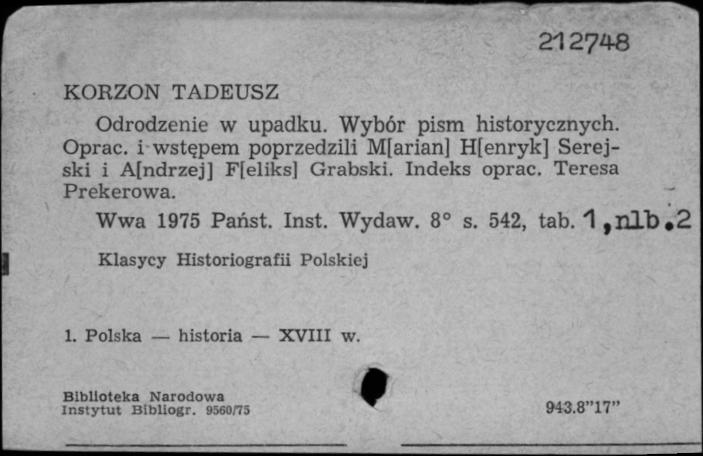 212748
KORZON TADEUSZ
Odrodzenie w upadku. Wybór pism historycznych.
Oprac. i wstępem poprzedzili M[arian] H[enryk] Serej-
ski i A[ndrzej] F[eliks] Grabski. Indeks oprac. Teresa
Prekerowa.
Wwa 1975 Państ. Inst. Wydaw. 8° s. 542, tab. 1, nlb. 2
Klasycy Historiografii Polskiej
1. Polska — historia — XVIII w.
Biblioteka Narodowa
Instytut Bibliogr. 9560/75
943.8”17”